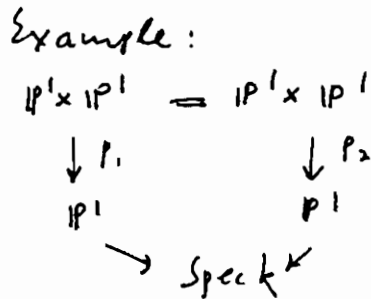 Example:
ℙ¹ × ℙ¹ = ℙ¹ × ℙ¹
↓ p₁ ↓ p₂
ℙ¹ ℙ¹
↘ Spec k ↙